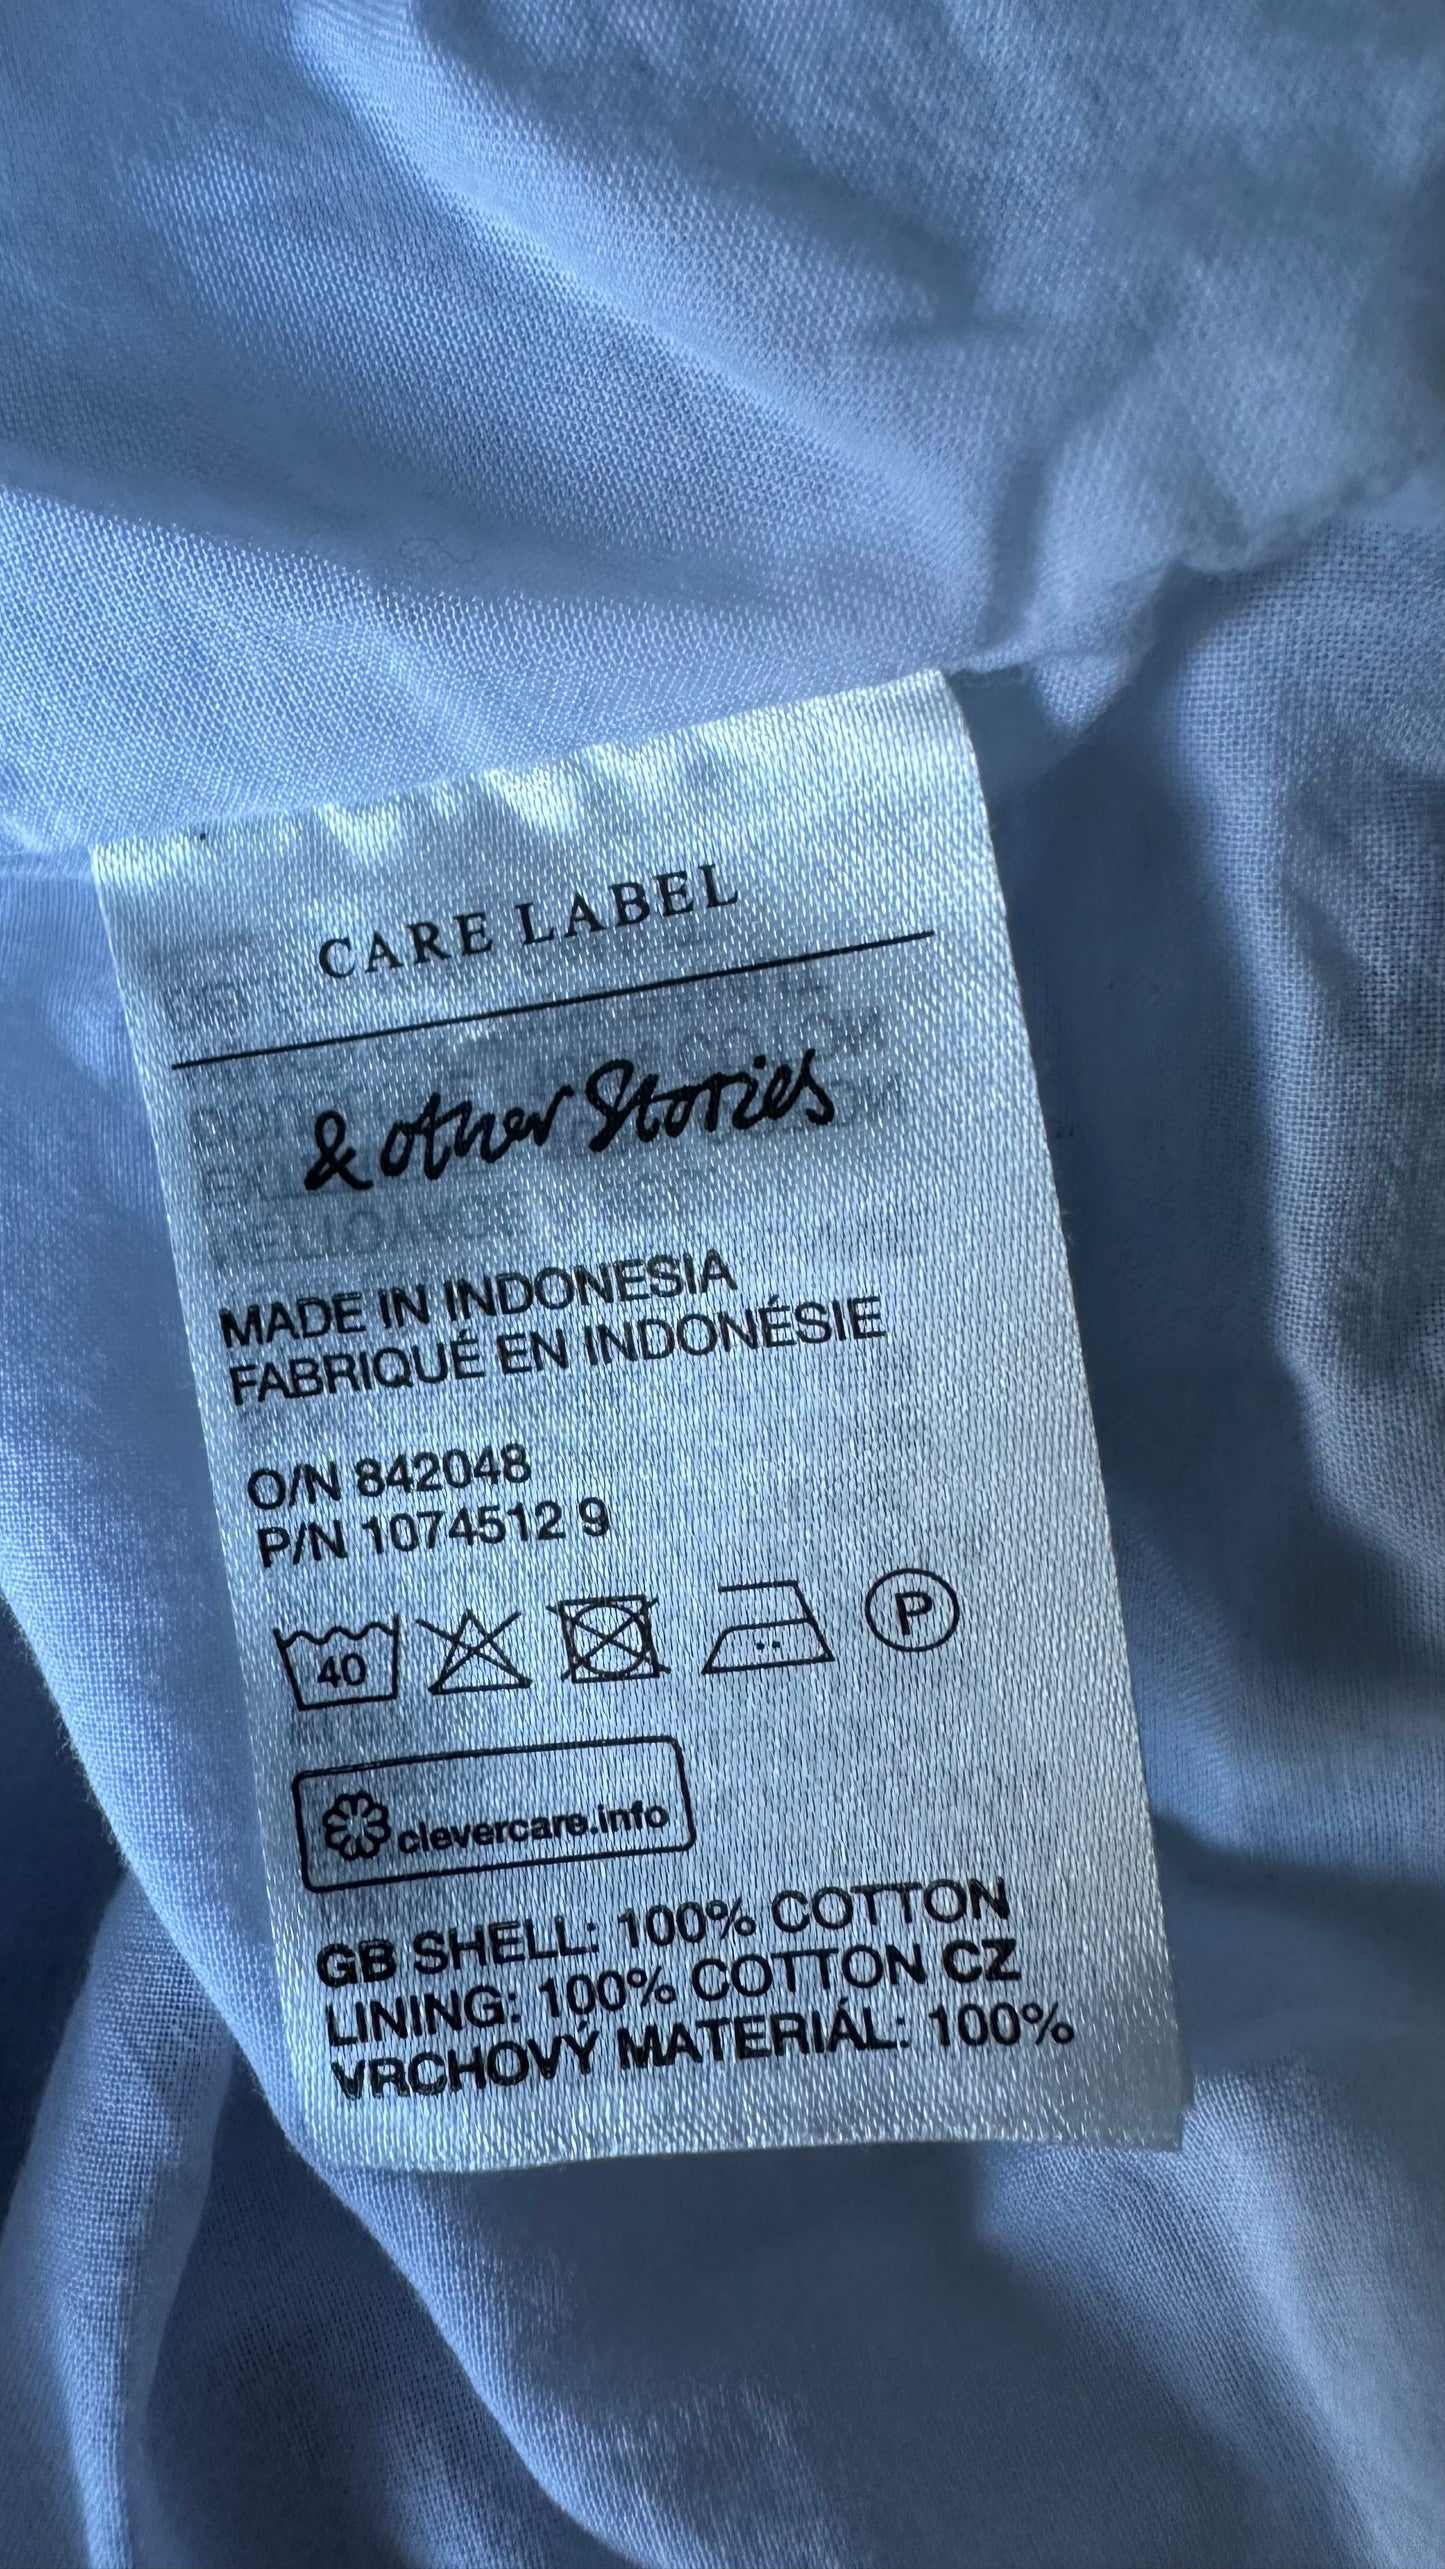 CARE LABEL
& other Stories
MADE IN INDONESIA
FABRIQUÉ EN INDONÉSIE
O/N 842048
P/N 1074512 9
40 P
clevercare.info
GB SHELL: 100% COTTON
LINING: 100% COTTON CZ
VRCHOVÝ MATERIÁL: 100%